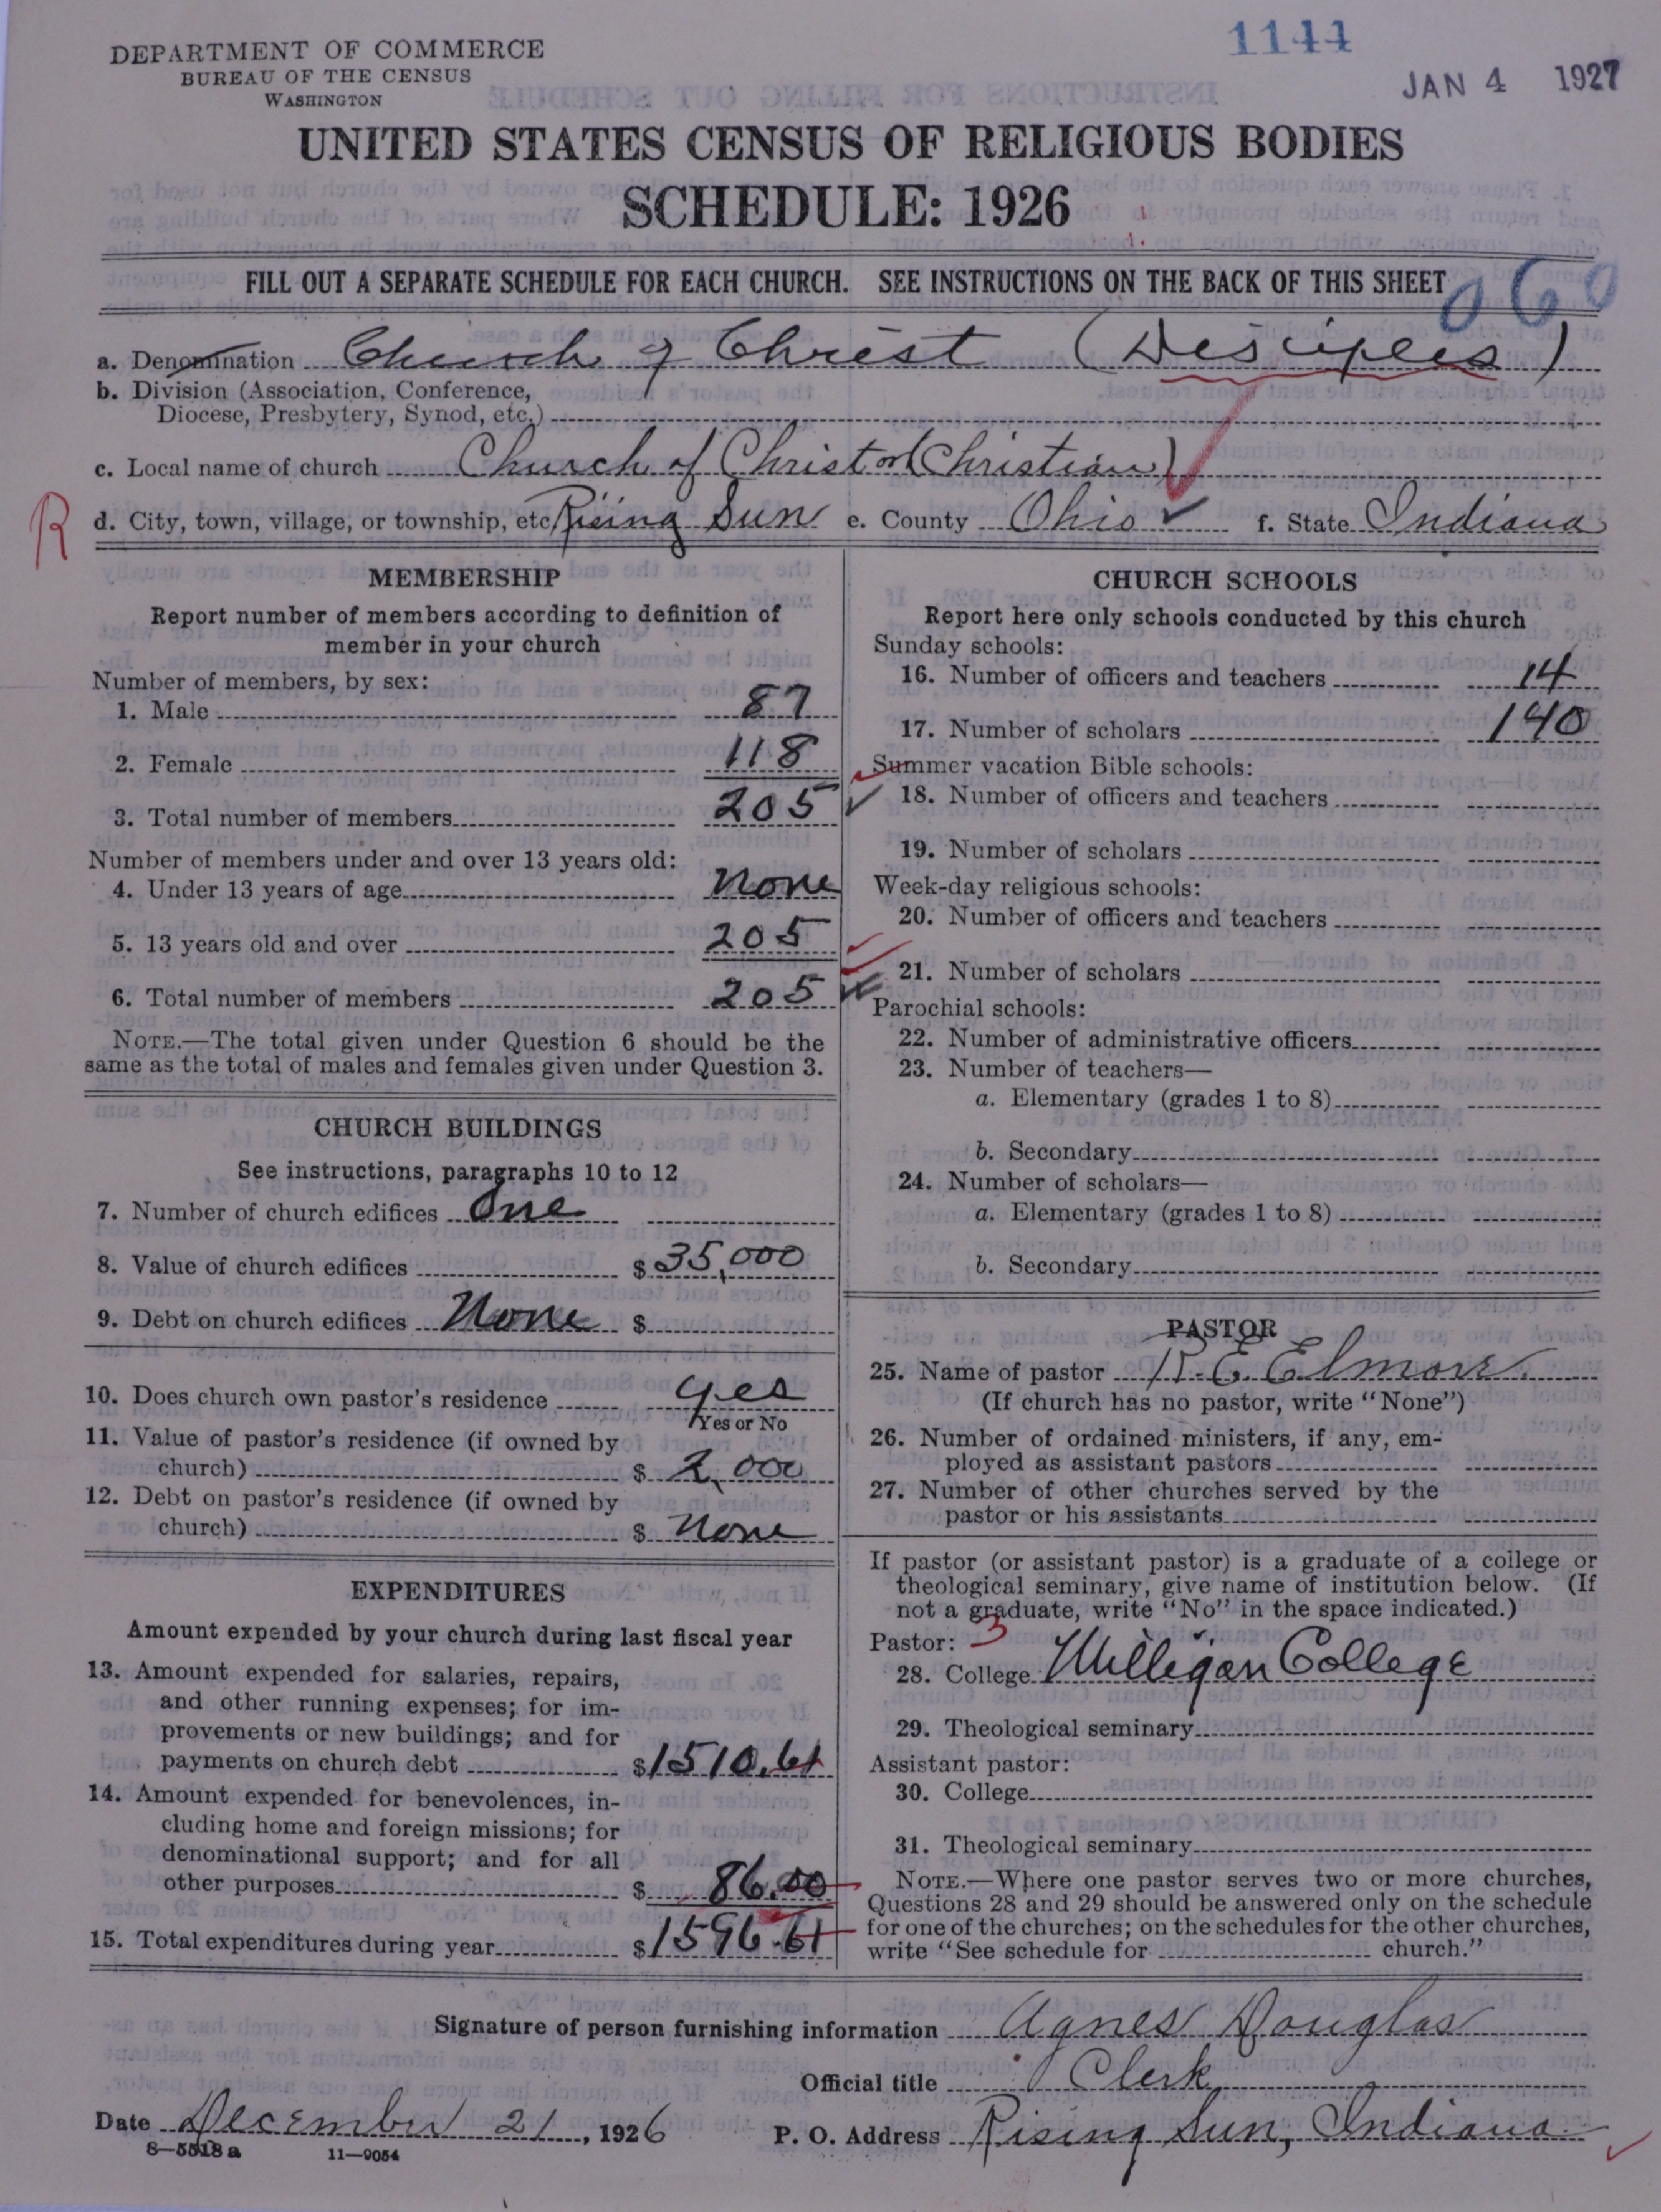 1144
JAN 4 1927
DEPARTMENT OF COMMERCE
BUREAU OF THE CENSUS
WASHINGTON
UNITED STATES CENSUS OF RELIGIOUS BODIES
SCHEDULE: 1926
FILL OUT A SEPARATE SCHEDULE FOR EACH CHURCH. SEE INSTRUCTIONS ON THE BACK OF THIS SHEET
060
a. Denomination Church of Christ (Desciples)
b. Division (Association, Conference,
Diocese, Presbytery, Synod, etc.)
c. Local name of church Church of Christ or (Christian)
R d. City, town, village, or township, etc. Rising Sun e. County Ohio f. State Indiana
MEMBERSHIP
Report number of members according to definition of
member in your church
Number of members, by sex:
1. Male 87
2. Female 118
3. Total number of members 205
Number of members under and over 13 years old:
4. Under 13 years of age none
5. 13 years old and over 205
6. Total number of members 205
NOTE.—The total given under Question 6 should be the
same as the total of males and females given under Question 3.
CHURCH BUILDINGS
See instructions, paragraphs 10 to 12
7. Number of church edifices One
8. Value of church edifices $ 35,000
9. Debt on church edifices None $
10. Does church own pastor's residence yes
Yes or No
11. Value of pastor's residence (if owned by
church) $ 2,000
12. Debt on pastor's residence (if owned by
church) $ None
EXPENDITURES
Amount expended by your church during last fiscal year
13. Amount expended for salaries, repairs,
and other running expenses; for im-
provements or new buildings; and for
payments on church debt $ 1510.61
14. Amount expended for benevolences, in-
cluding home and foreign missions; for
denominational support; and for all
other purposes $ 86.00
15. Total expenditures during year $ 1596.61
CHURCH SCHOOLS
Report here only schools conducted by this church
Sunday schools:
16. Number of officers and teachers 14
17. Number of scholars 140
Summer vacation Bible schools:
18. Number of officers and teachers
19. Number of scholars
Week-day religious schools:
20. Number of officers and teachers
21. Number of scholars
Parochial schools:
22. Number of administrative officers
23. Number of teachers—
a. Elementary (grades 1 to 8)
b. Secondary
24. Number of scholars—
a. Elementary (grades 1 to 8)
b. Secondary
PASTOR
25. Name of pastor R. E. Elmore
(If church has no pastor, write "None")
26. Number of ordained ministers, if any, em-
ployed as assistant pastors
27. Number of other churches served by the
pastor or his assistants
If pastor (or assistant pastor) is a graduate of a college or
theological seminary, give name of institution below. (If
not a graduate, write "No" in the space indicated.)
Pastor: 3
28. College Milligan College
29. Theological seminary
Assistant pastor:
30. College
31. Theological seminary
NOTE.—Where one pastor serves two or more churches,
Questions 28 and 29 should be answered only on the schedule
for one of the churches; on the schedules for the other churches,
write "See schedule for church."
Signature of person furnishing information Agnes Douglas
Official title Clerk
Date December 21, 1926 P. O. Address Rising Sun, Indiana
8—5518 a 11—9054